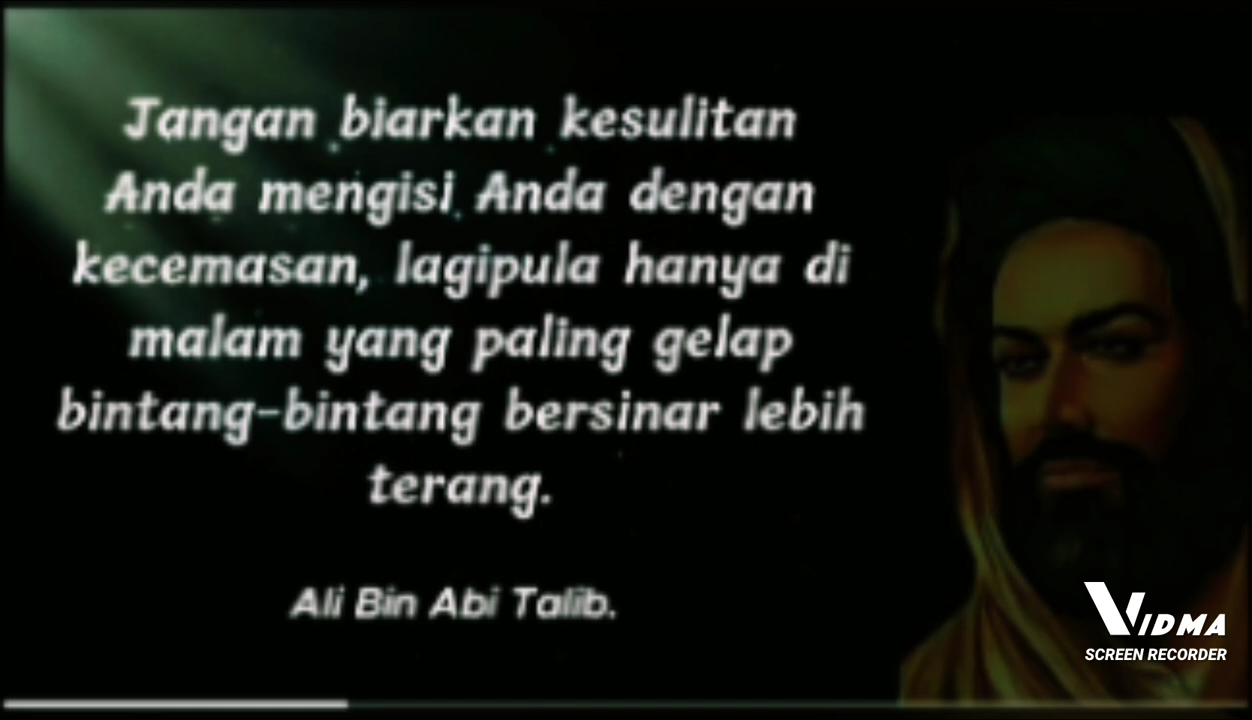 Jangan biarkan kesulitan
Anda mengisi Anda dengan
kecemasan, lagipula hanya di
malam yang paling gelap
bintang-bintang bersinar lebih
terang.
Ali Bin Abi Talib.
VIDMA
SCREEN RECORDER